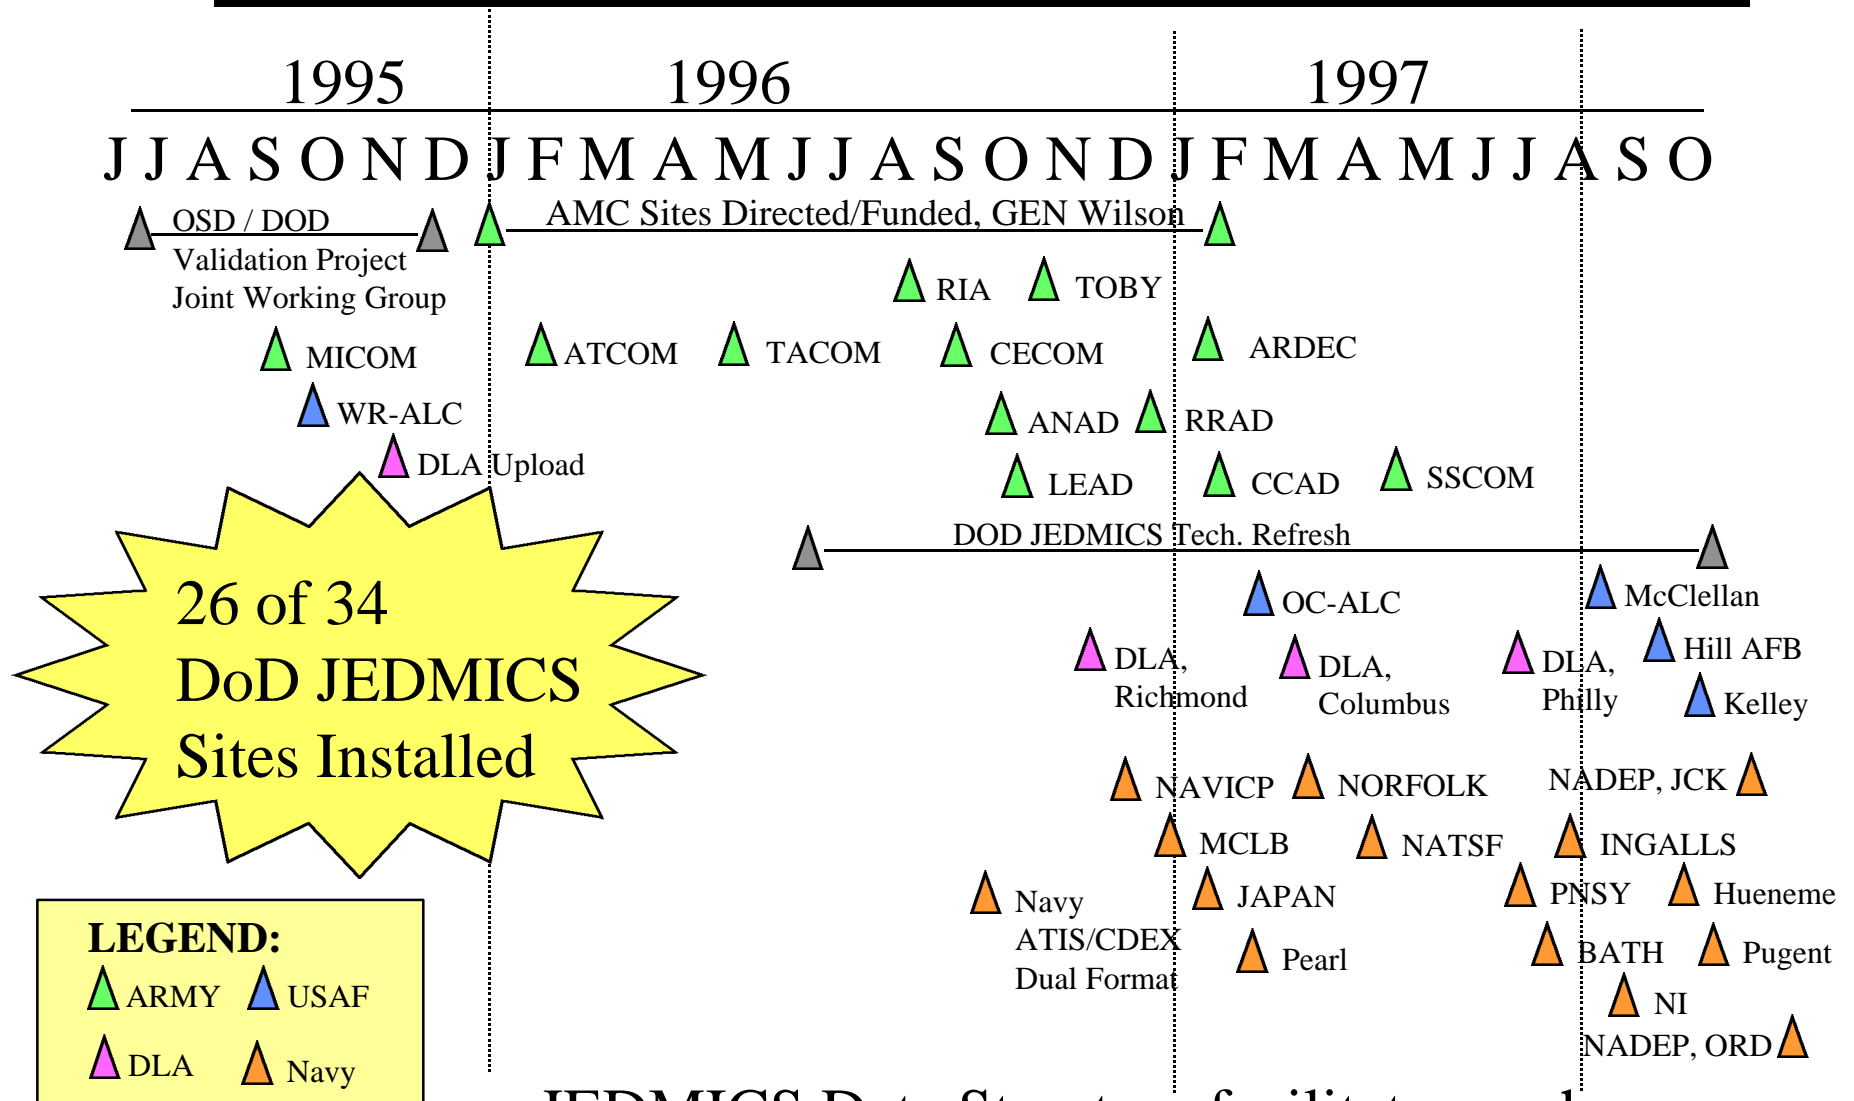 1995 1996 1997
J J A S O N D J F M A M J J A S O N D J F M A M J J A S O
OSD / DOD
Validation Project
Joint Working Group
AMC Sites Directed/Funded, GEN Wilson
RIA TOBY
MICOM ATCOM TACOM CECOM ARDEC
WR-ALC ANAD RRAD
DLA Upload LEAD CCAD SSCOM
DOD JEDMICS Tech. Refresh
26 of 34
DoD JEDMICS
Sites Installed
OC-ALC McClellan
DLA,
Richmond
DLA,
Columbus
DLA,
Philly
Hill AFB
Kelley
NAVICP NORFOLK NADEP, JCK
MCLB NATSF INGALLS
Navy
ATIS/CDEX
Dual Format
JAPAN PNSY Hueneme
Pearl BATH Pugent
NI
NADEP, ORD
LEGEND:
ARMY USAF
DLA Navy
JEDMICS Data Structure facilitates